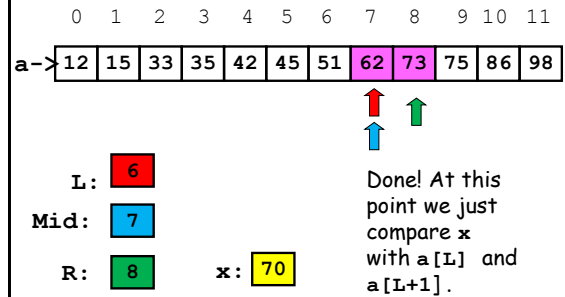 0 1 2 3 4 5 6 7 8 9 10 11
a-> 12 15 33 35 42 45 51 62 73 75 86 98
L: 6
Mid: 7
R: 8
x: 70
Done! At this
point we just
compare x
with a[L] and
a[L+1].